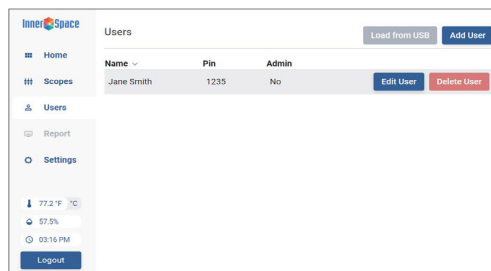 InnerSpace
Home
Scopes
Users
Report
Settings
77.2 °F °C
57.5%
03:16 PM
Logout
Users
Load from USB Add User
Name Pin Admin
Jane Smith 1235 No Edit User Delete User